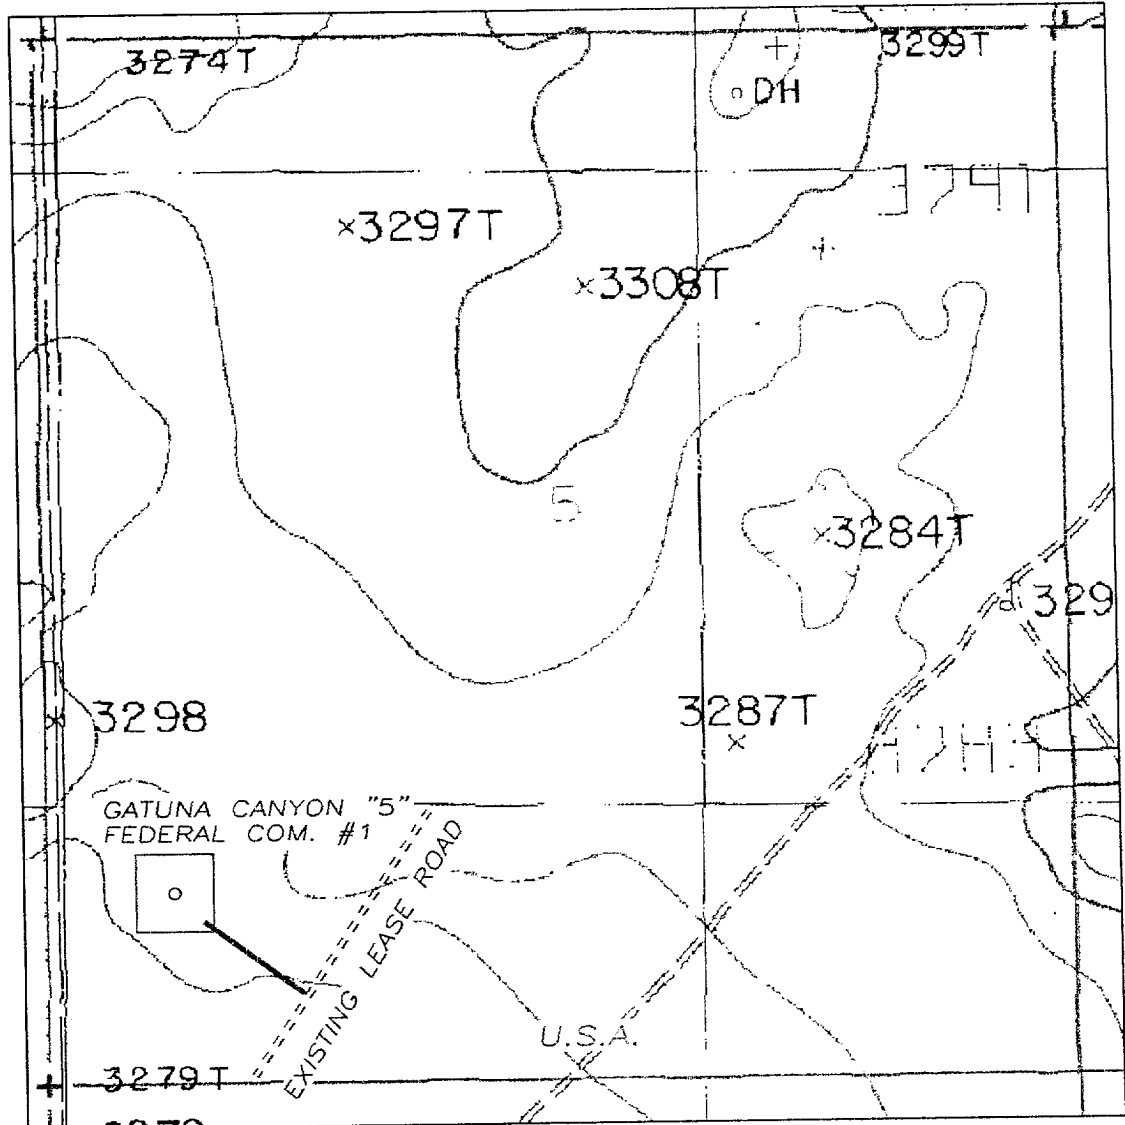 3274T
3299T
DH
3297T
3308T
5
3284T
329
3298
3287T
GATUNA CANYON "5"
FEDERAL COM. #1
EXISTING LEASE ROAD
U.S.A.
3279T